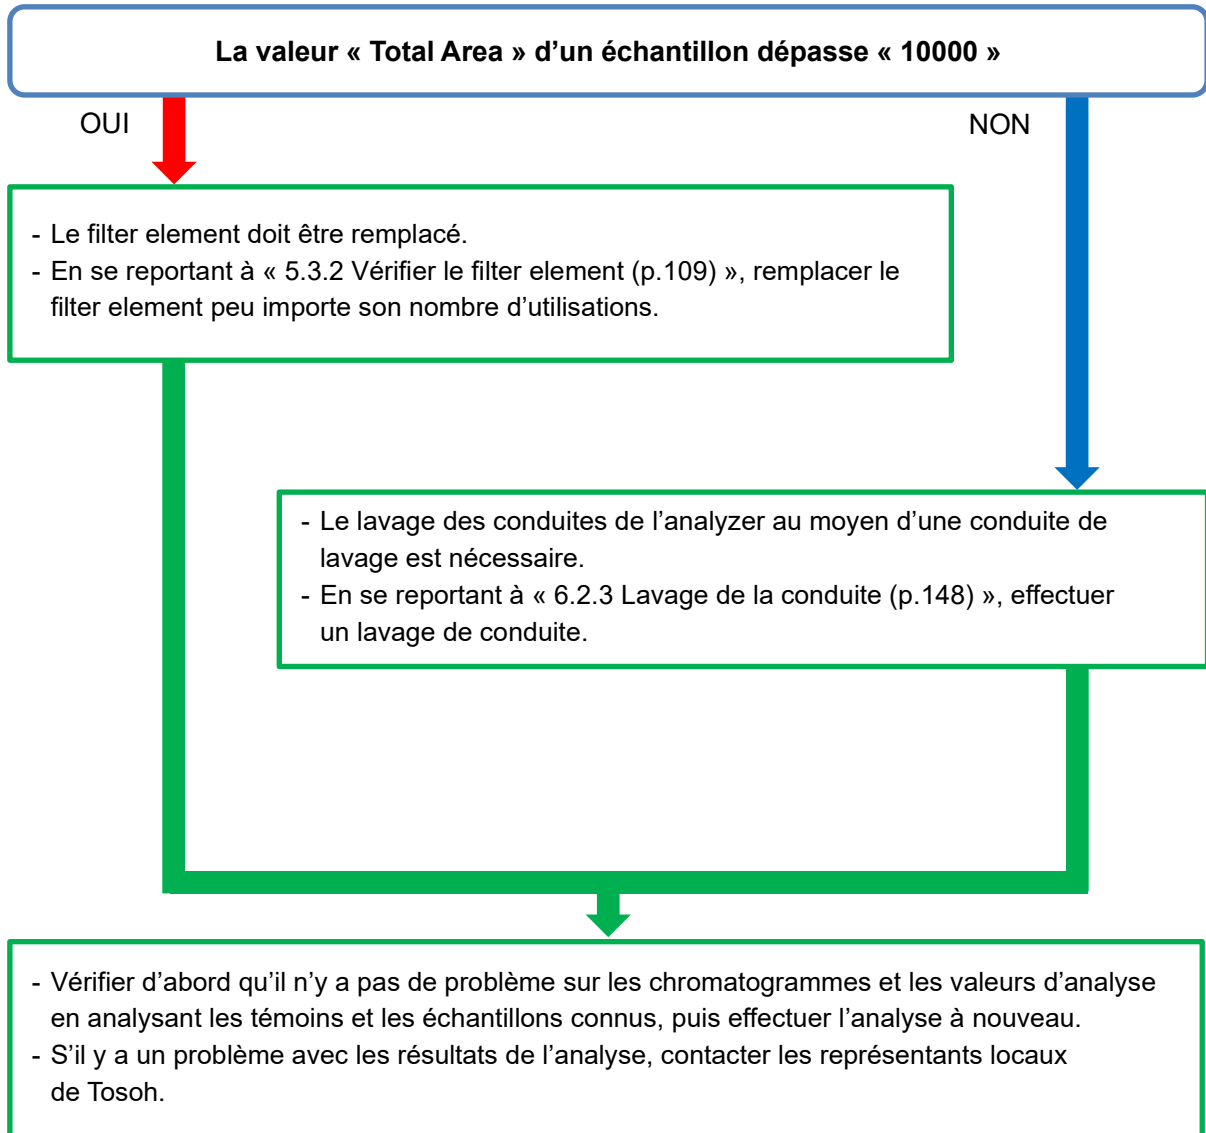 La valeur « Total Area » d’un échantillon dépasse « 10000 »
OUI
NON
- Le filter element doit être remplacé.
- En se reportant à « 5.3.2 Vérifier le filter element (p.109) », remplacer le
filter element peu importe son nombre d’utilisations.
- Le lavage des conduites de l’analyzer au moyen d’une conduite de
lavage est nécessaire.
- En se reportant à « 6.2.3 Lavage de la conduite (p.148) », effectuer
un lavage de conduite.
- Vérifier d’abord qu’il n’y a pas de problème sur les chromatogrammes et les valeurs d’analyse
en analysant les témoins et les échantillons connus, puis effectuer l’analyse à nouveau.
- S’il y a un problème avec les résultats de l’analyse, contacter les représentants locaux
de Tosoh.